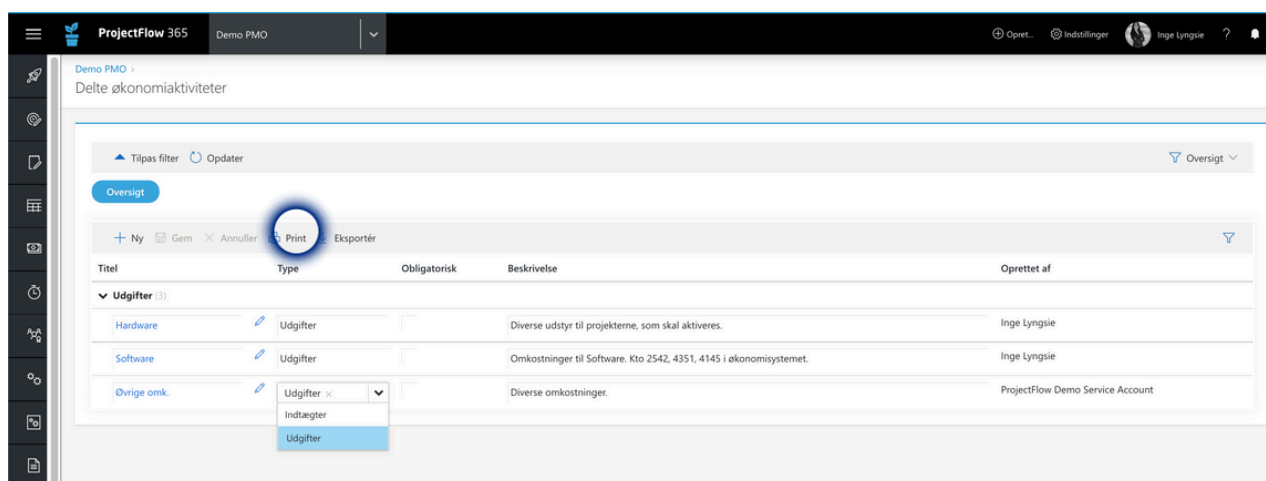 ProjectFlow 365 Demo PMO Opret... Indstillinger Inge Lyngsie ?
Demo PMO ›
Delte økonomiaktiviteter
Tilpas filter Opdater Oversigt
Oversigt
Ny Gem Annuller Print Eksportér
Titel Type Obligatorisk Beskrivelse Oprettet af
Udgifter (3)
Hardware Udgifter Diverse udstyr til projekterne, som skal aktiveres. Inge Lyngsie
Software Udgifter Omkostninger til Software. Kto 2542, 4351, 4145 i økonomisystemet. Inge Lyngsie
Øvrige omk. Udgifter × Diverse omkostninger. ProjectFlow Demo Service Account
Indtægter
Udgifter